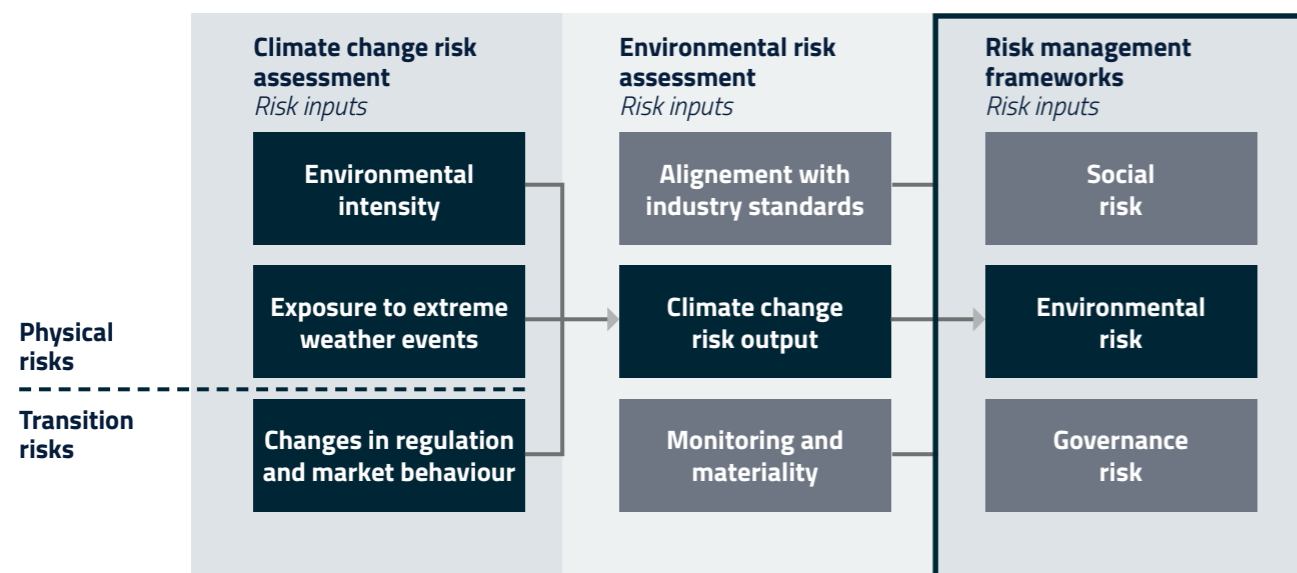 Climate change risk
assessment
Risk inputs
Environmental
intensity
Exposure to extreme
weather events
Changes in regulation
and market behaviour
Physical
risks
Transition
risks
Environmental risk
assessment
Risk inputs
Alignement with
industry standards
Climate change
risk output
Monitoring and
materiality
Risk management
frameworks
Risk inputs
Social
risk
Environmental
risk
Governance
risk